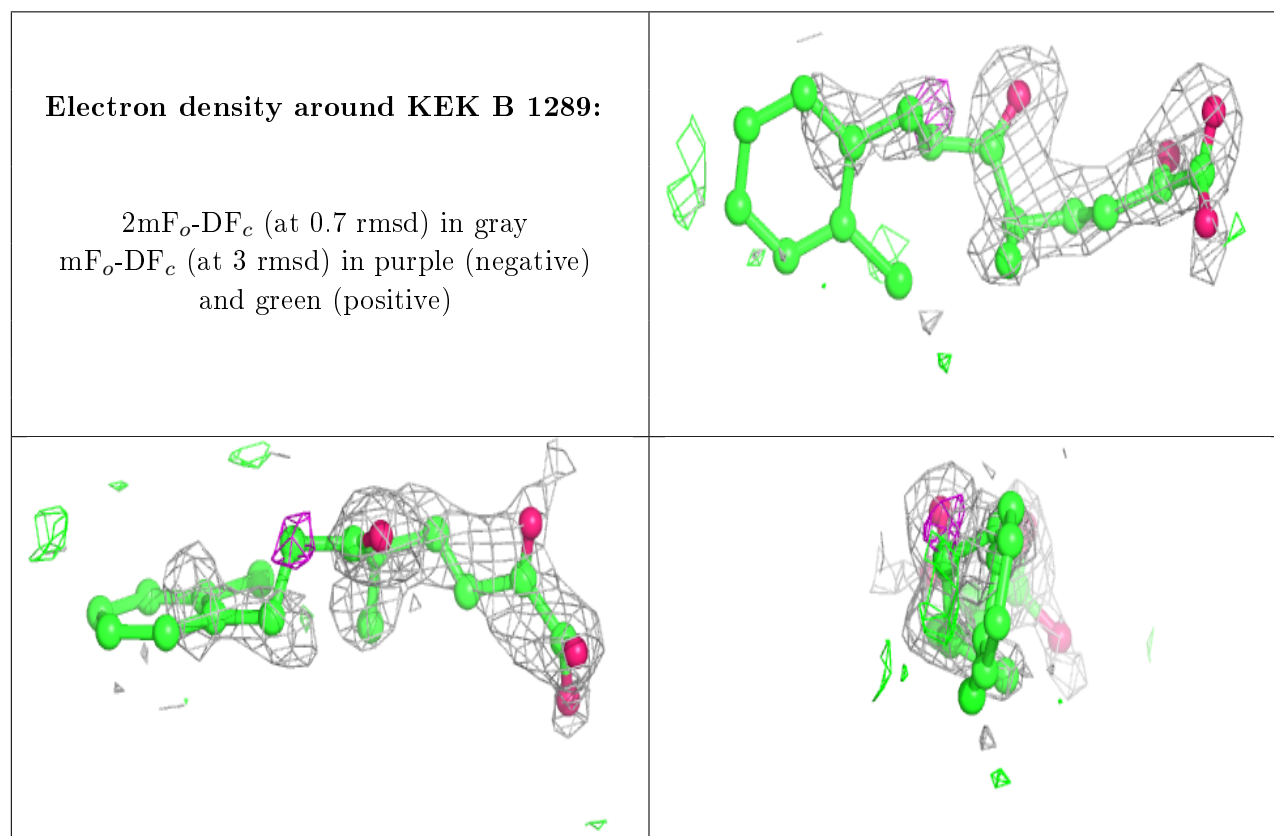 Electron density around KEK B 1289:
2mFo-DFc (at 0.7 rmsd) in gray
mFo-DFc (at 3 rmsd) in purple (negative)
and green (positive)